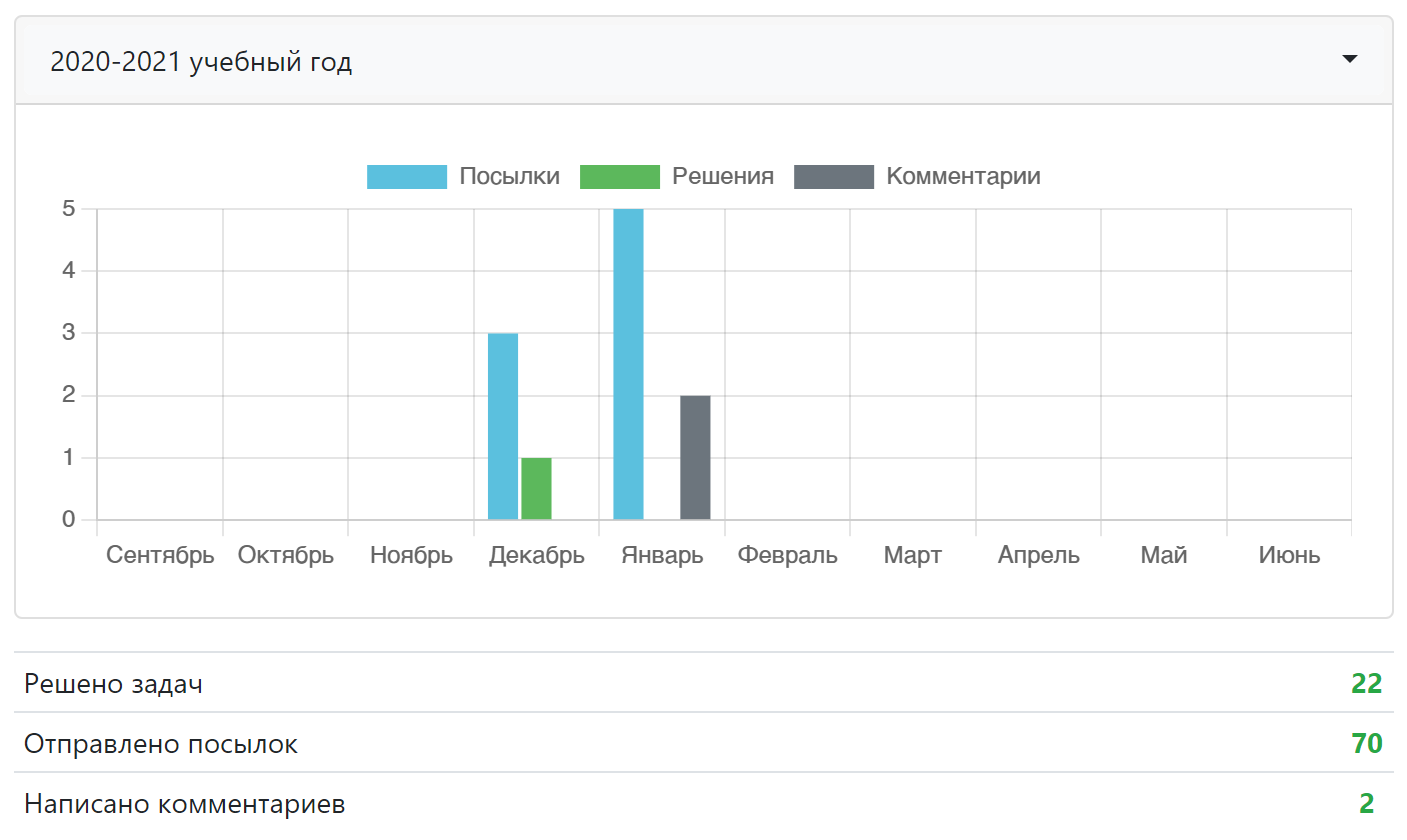 2020-2021 учебный год
Посылки Решения Комментарии
5
4
3
2
1
0
Сентябрь Октябрь Ноябрь Декабрь Январь Февраль Март Апрель Май Июнь
Решено задач 22
Отправлено посылок 70
Написано комментариев 2